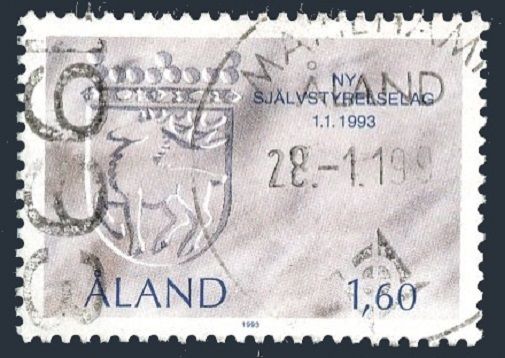 NY
SJÄLVSTYRELSELAG
1.1.1993
ÅLAND
28.-1.199
ÅLAND
1,60
1993